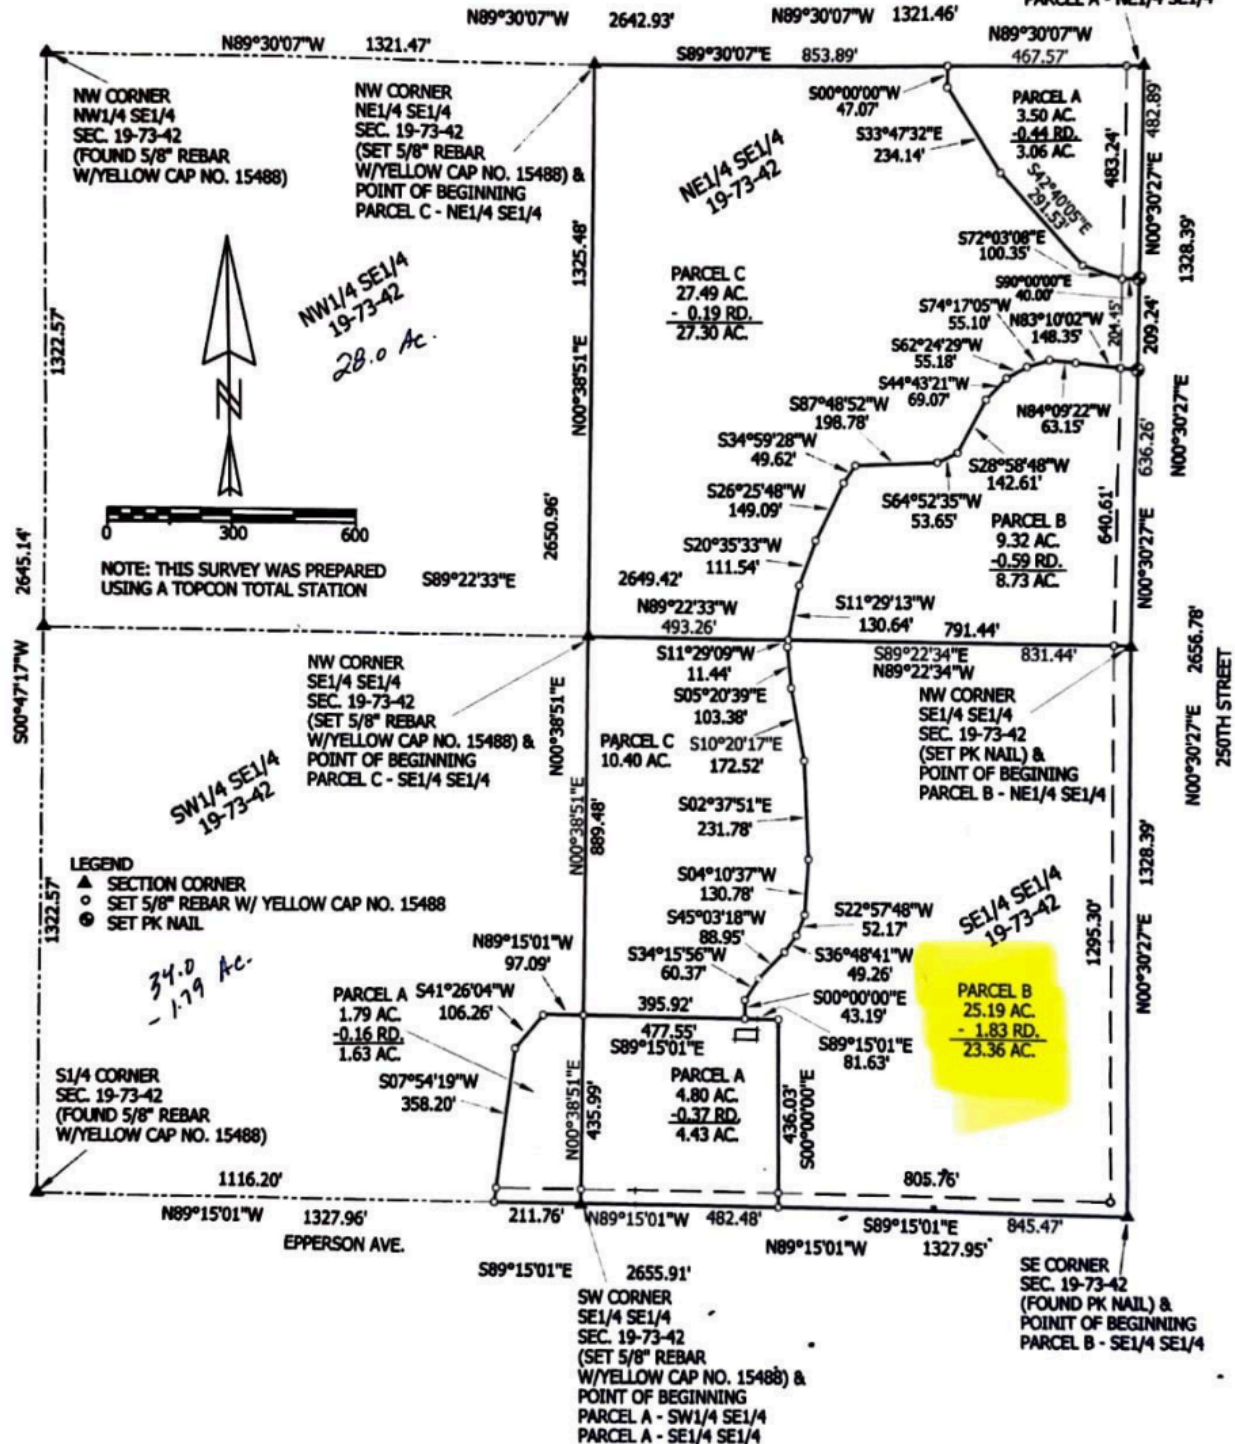 PARCEL A - NE1/4 SE1/4
N89°30'07"W 2642.93'
N89°30'07"W 1321.46'
N89°30'07"W 1321.47'
S89°30'07"E 853.89'
N89°30'07"W
467.57'
NW CORNER
NW1/4 SE1/4
SEC. 19-73-42
(FOUND 5/8" REBAR
W/YELLOW CAP NO. 15488)
NW CORNER
NE1/4 SE1/4
SEC. 19-73-42
(SET 5/8" REBAR
W/YELLOW CAP NO. 15488) &
POINT OF BEGINNING
PARCEL C - NE1/4 SE1/4
S00°00'00"W
47.07'
S33°47'32"E
234.14'
PARCEL A
3.50 AC.
-0.44 RD.
3.06 AC.
482.89'
483.24'
N00°30'27"E
NE1/4 SE1/4
19-73-42
S42°40'05"E
291.53'
S72°03'08"E
100.35'
S90°00'00"E
40.00'
1328.39'
1325.48'
NW1/4 SE1/4
19-73-42
28.0 Ac.
1322.57'
PARCEL C
27.49 AC.
- 0.19 RD.
27.30 AC.
S74°17'05"W
55.10'
N83°10'02"W
148.35'
204.45'
209.24'
S62°24'29"W
55.18'
S44°43'21"W
69.07'
N84°09'22"W
63.15'
N00°30'27"E
N00°38'51"E
N
S87°48'52"W
198.78'
S34°59'28"W
49.62'
S28°58'48"W
142.61'
636.26'
S26°25'48"W
149.09'
S64°52'35"W
53.65'
0 300 600
2650.96'
PARCEL B
9.32 AC.
-0.59 RD.
8.73 AC.
640.61'
S20°35'33"W
111.54'
N00°30'27"E
NOTE: THIS SURVEY WAS PREPARED
USING A TOPCON TOTAL STATION
2645.14'
S89°22'33"E 2649.42'
N89°22'33"W
493.26'
S11°29'13"W
130.64'
791.44'
S89°22'34"E 831.44'
N89°22'34"W
2656.78'
250TH STREET
S00°47'17"W
NW CORNER
SE1/4 SE1/4
SEC. 19-73-42
(SET 5/8" REBAR
W/YELLOW CAP NO. 15488) &
POINT OF BEGINNING
PARCEL C - SE1/4 SE1/4
N00°38'51"E
S11°29'09"W
11.44'
S05°20'39"E
103.38'
NW CORNER
SE1/4 SE1/4
SEC. 19-73-42
(SET PK NAIL) &
POINT OF BEGINING
PARCEL B - NE1/4 SE1/4
N00°30'27"E
PARCEL C
10.40 AC.
S10°20'17"E
172.52'
SW1/4 SE1/4
19-73-42
N00°38'51"E
889.48'
S02°37'51"E
231.78'
1328.39'
LEGEND
SECTION CORNER
SET 5/8" REBAR W/ YELLOW CAP NO. 15488
SET PK NAIL
1322.57'
34.0
- 1.79 Ac.
S04°10'37"W
130.78'
S22°57'48"W
52.17'
SE1/4 SE1/4
19-73-42
1295.30'
N00°30'27"E
S45°03'18"W
88.95'
S36°48'41"W
49.26'
N89°15'01"W
97.09'
S34°15'56"W
60.37'
S00°00'00"E
43.19'
PARCEL B
25.19 AC.
- 1.83 RD.
23.36 AC.
PARCEL A
1.79 AC.
-0.16 RD.
1.63 AC.
S41°26'04"W
106.26'
395.92'
477.55'
S89°15'01"E
S89°15'01"E
81.63'
S07°54'19"W
358.20'
N00°38'51"E
435.99'
PARCEL A
4.80 AC.
-0.37 RD.
4.43 AC.
436.03'
S00°00'00"E
S1/4 CORNER
SEC. 19-73-42
(FOUND 5/8" REBAR
W/YELLOW CAP NO. 15488)
1116.20'
805.76'
N89°15'01"W 1327.96'
211.76'
N89°15'01"W 482.48'
S89°15'01"E 845.47'
EPPERSON AVE.
N89°15'01"W 1327.95'
S89°15'01"E 2655.91'
SW CORNER
SE1/4 SE1/4
SEC. 19-73-42
(SET 5/8" REBAR
W/YELLOW CAP NO. 15488) &
POINT OF BEGINNING
PARCEL A - SW1/4 SE1/4
PARCEL A - SE1/4 SE1/4
SE CORNER
SEC. 19-73-42
(FOUND PK NAIL) &
POINIT OF BEGINNING
PARCEL B - SE1/4 SE1/4